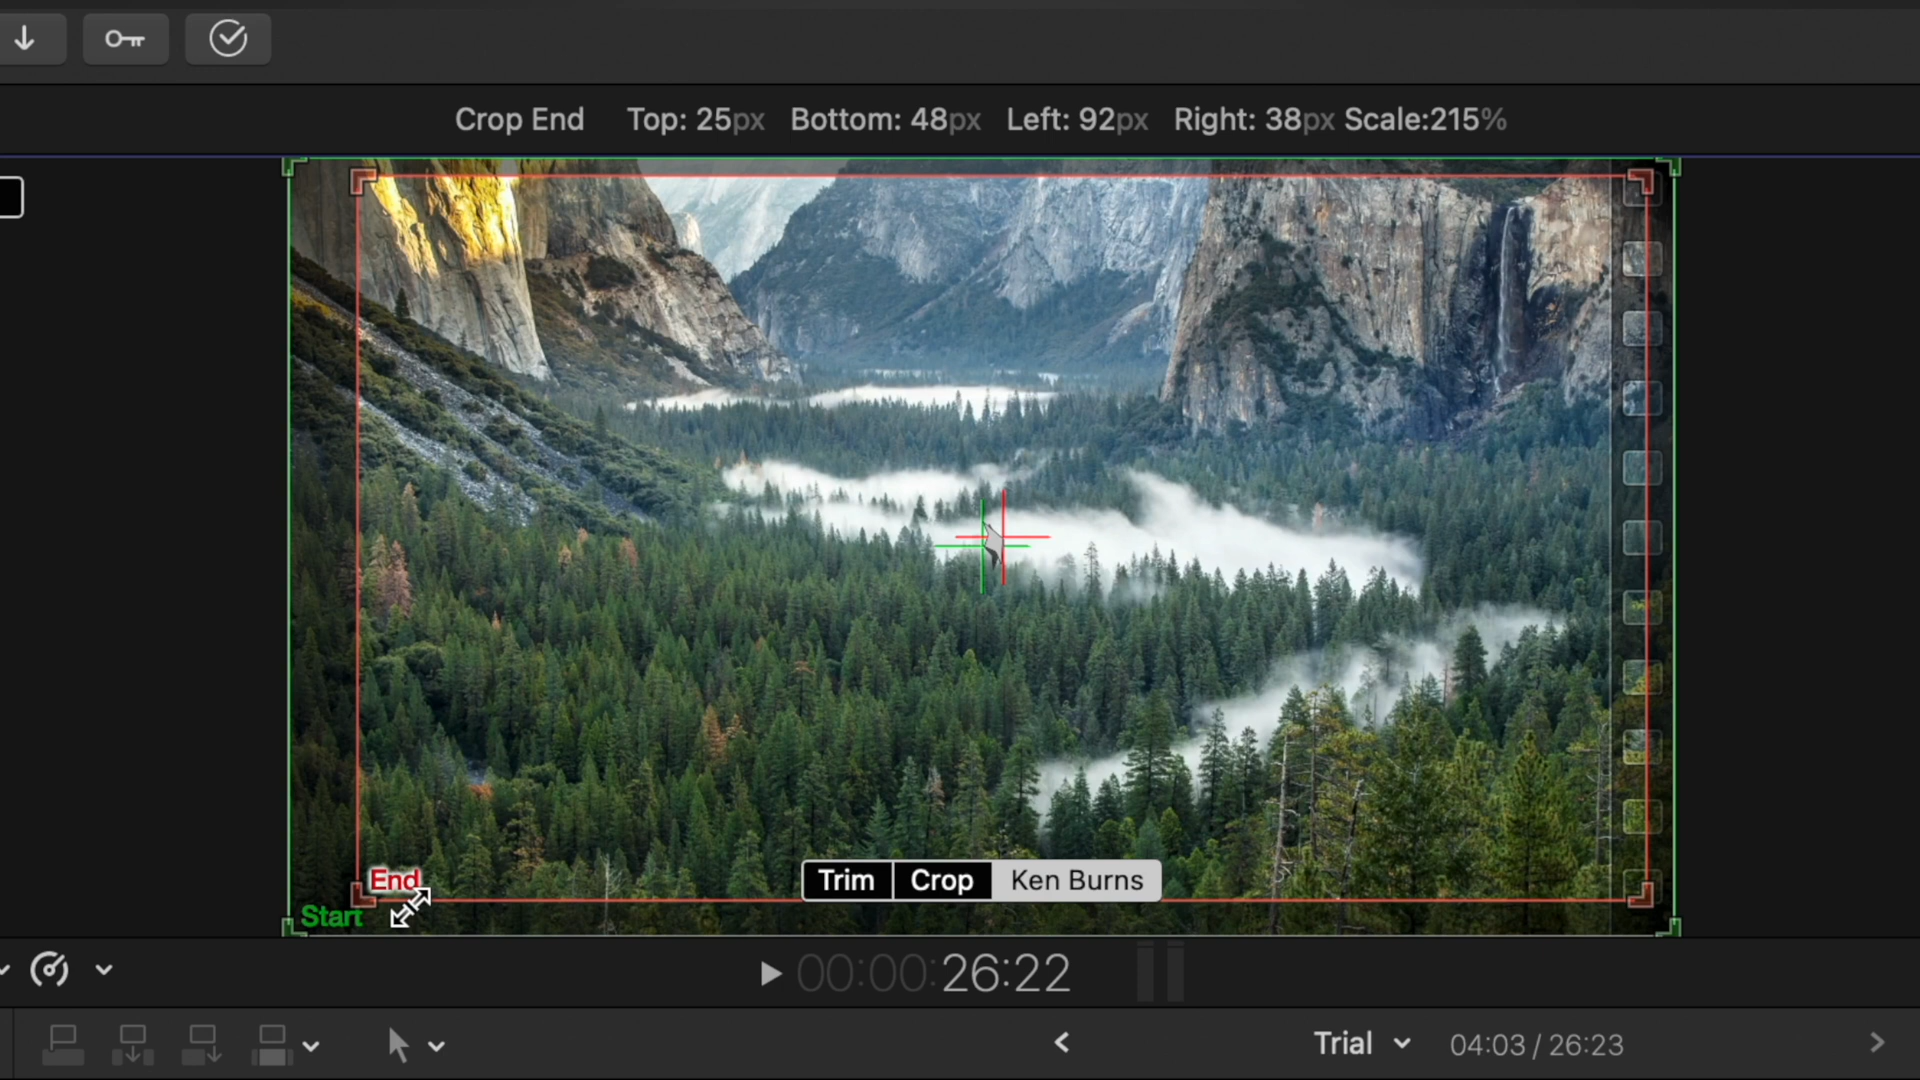 Crop End Top: 25px Bottom: 48px Left: 92px Right: 38px Scale:215%
End
Start
Trim Crop Ken Burns
00:00:26:22
Trial 04:03 / 26:23